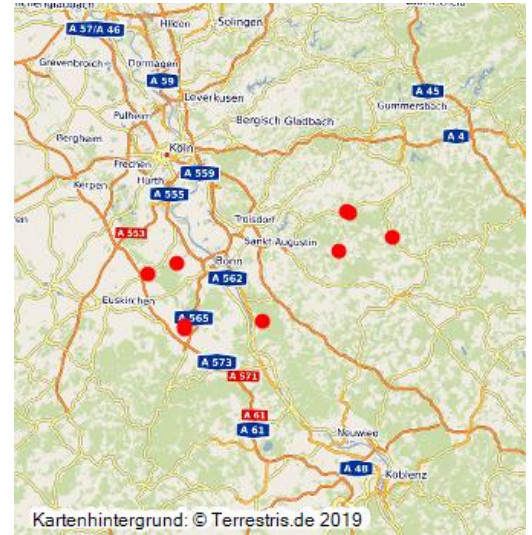 A 57/A 46
Hilden
Solingen
Grevenbroich
Dormagen
A 59
A 45
Leverkusen
Gummersbach
Pulheim
Bergisch Gladbach
Bergheim
A 4
Köln
Frechen
A 559
Kerpen
Hürth
A 555
Troisdorf
A 553
Sankt Augustin
Bonn
A 562
Euskirchen
A 565
A 573
A 571
A 61
A 61
Neuwied
A 48
Koblenz
Kartenhintergrund: © Terrestris.de 2019